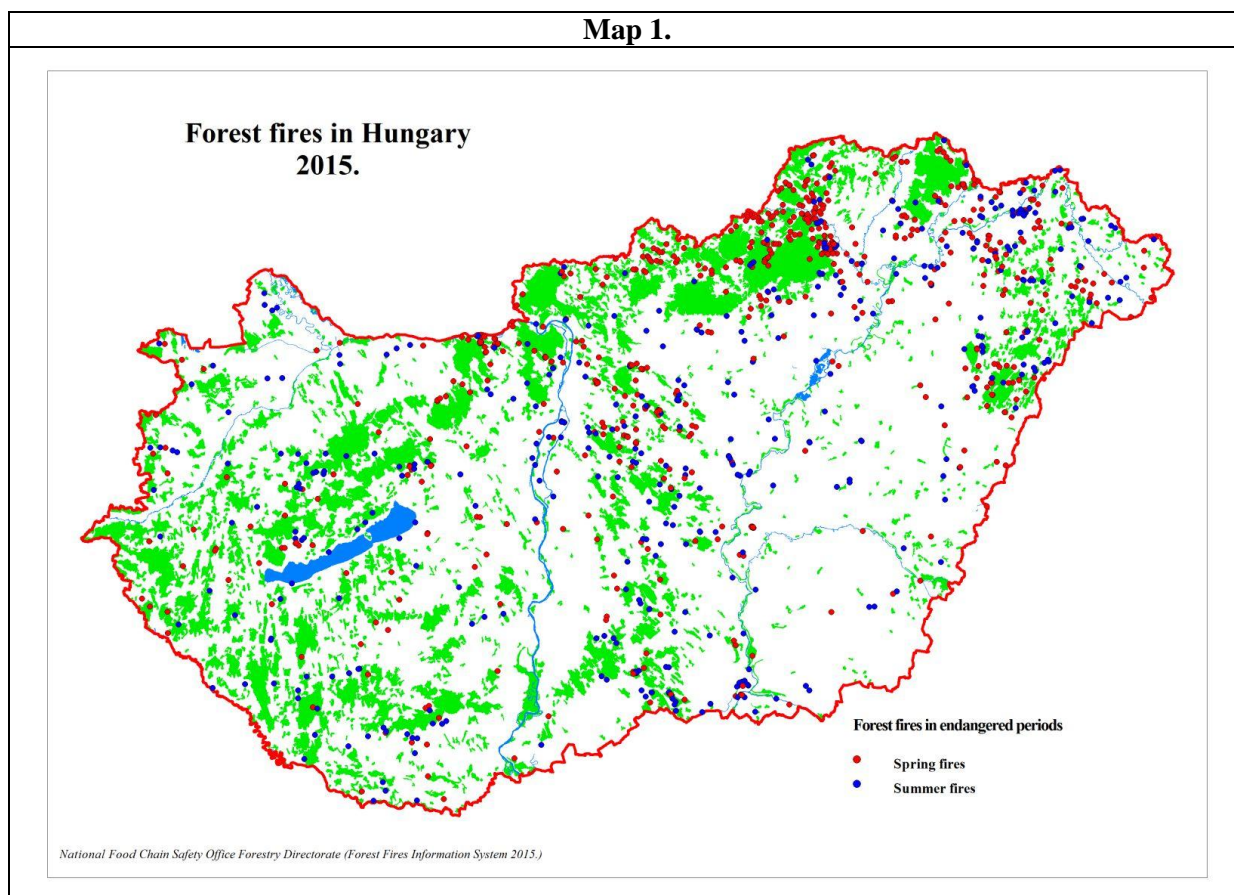 Map 1.
Forest fires in Hungary
2015.
Forest fires in endangered periods
Spring fires
Summer fires
National Food Chain Safety Office Forestry Directorate (Forest Fires Information System 2015.)